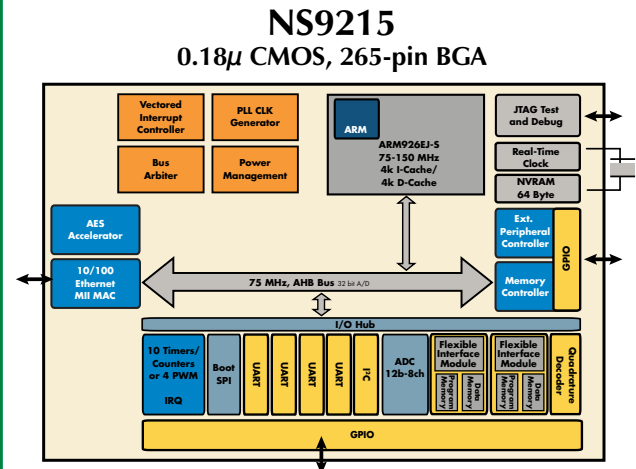 NS9215
0.18µ CMOS, 265-pin BGA
Vectored
Interrupt
Controller
PLL CLK
Generator
Bus
Arbiter
Power
Management
ARM
ARM926EJ-S
75-150 MHz
4k I-Cache/
4k D-Cache
JTAG Test
and Debug
Real-Time
Clock
NVRAM
64 Byte
AES
Accelerator
10/100
Ethernet
MII MAC
Ext.
Peripheral
Controller
Memory
Controller
GPIO
75 MHz, AHB Bus 32 bit A/D
I/O Hub
10 Timers/
Counters
or 4 PWM
IRQ
Boot
SPI
UART
UART
UART
UART
I²C
ADC
12b-8ch
Flexible
Interface
Module
Program
Memory
Data
Memory
Flexible
Interface
Module
Program
Memory
Data
Memory
Quadrature
Decoder
GPIO